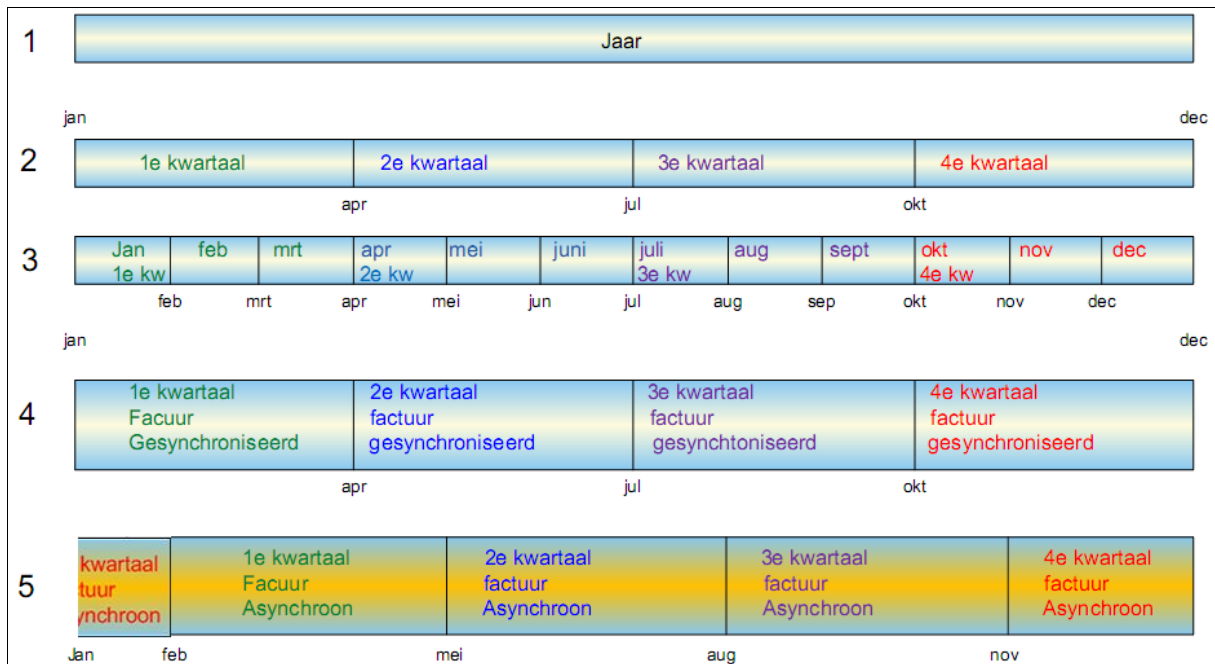 1
Jaar
jan dec
2
1e kwartaal 2e kwartaal 3e kwartaal 4e kwartaal
apr jul okt
3
Jan feb mrt apr mei juni juli aug sept okt nov dec
1e kw 2e kw 3e kw 4e kw
feb mrt apr mei jun jul aug sep okt nov dec
jan dec
4
1e kwartaal 2e kwartaal 3e kwartaal 4e kwartaal
Facuur factuur factuur factuur
Gesynchroniseerd gesynchroniseerd gesynchtoniseerd gesynchroniseerd
apr jul okt
5
kwartaal 1e kwartaal 2e kwartaal 3e kwartaal 4e kwartaal
tuur Facuur factuur factuur factuur
ynchroon Asynchroon Asynchroon Asynchroon Asynchroon
Jan feb mei aug nov